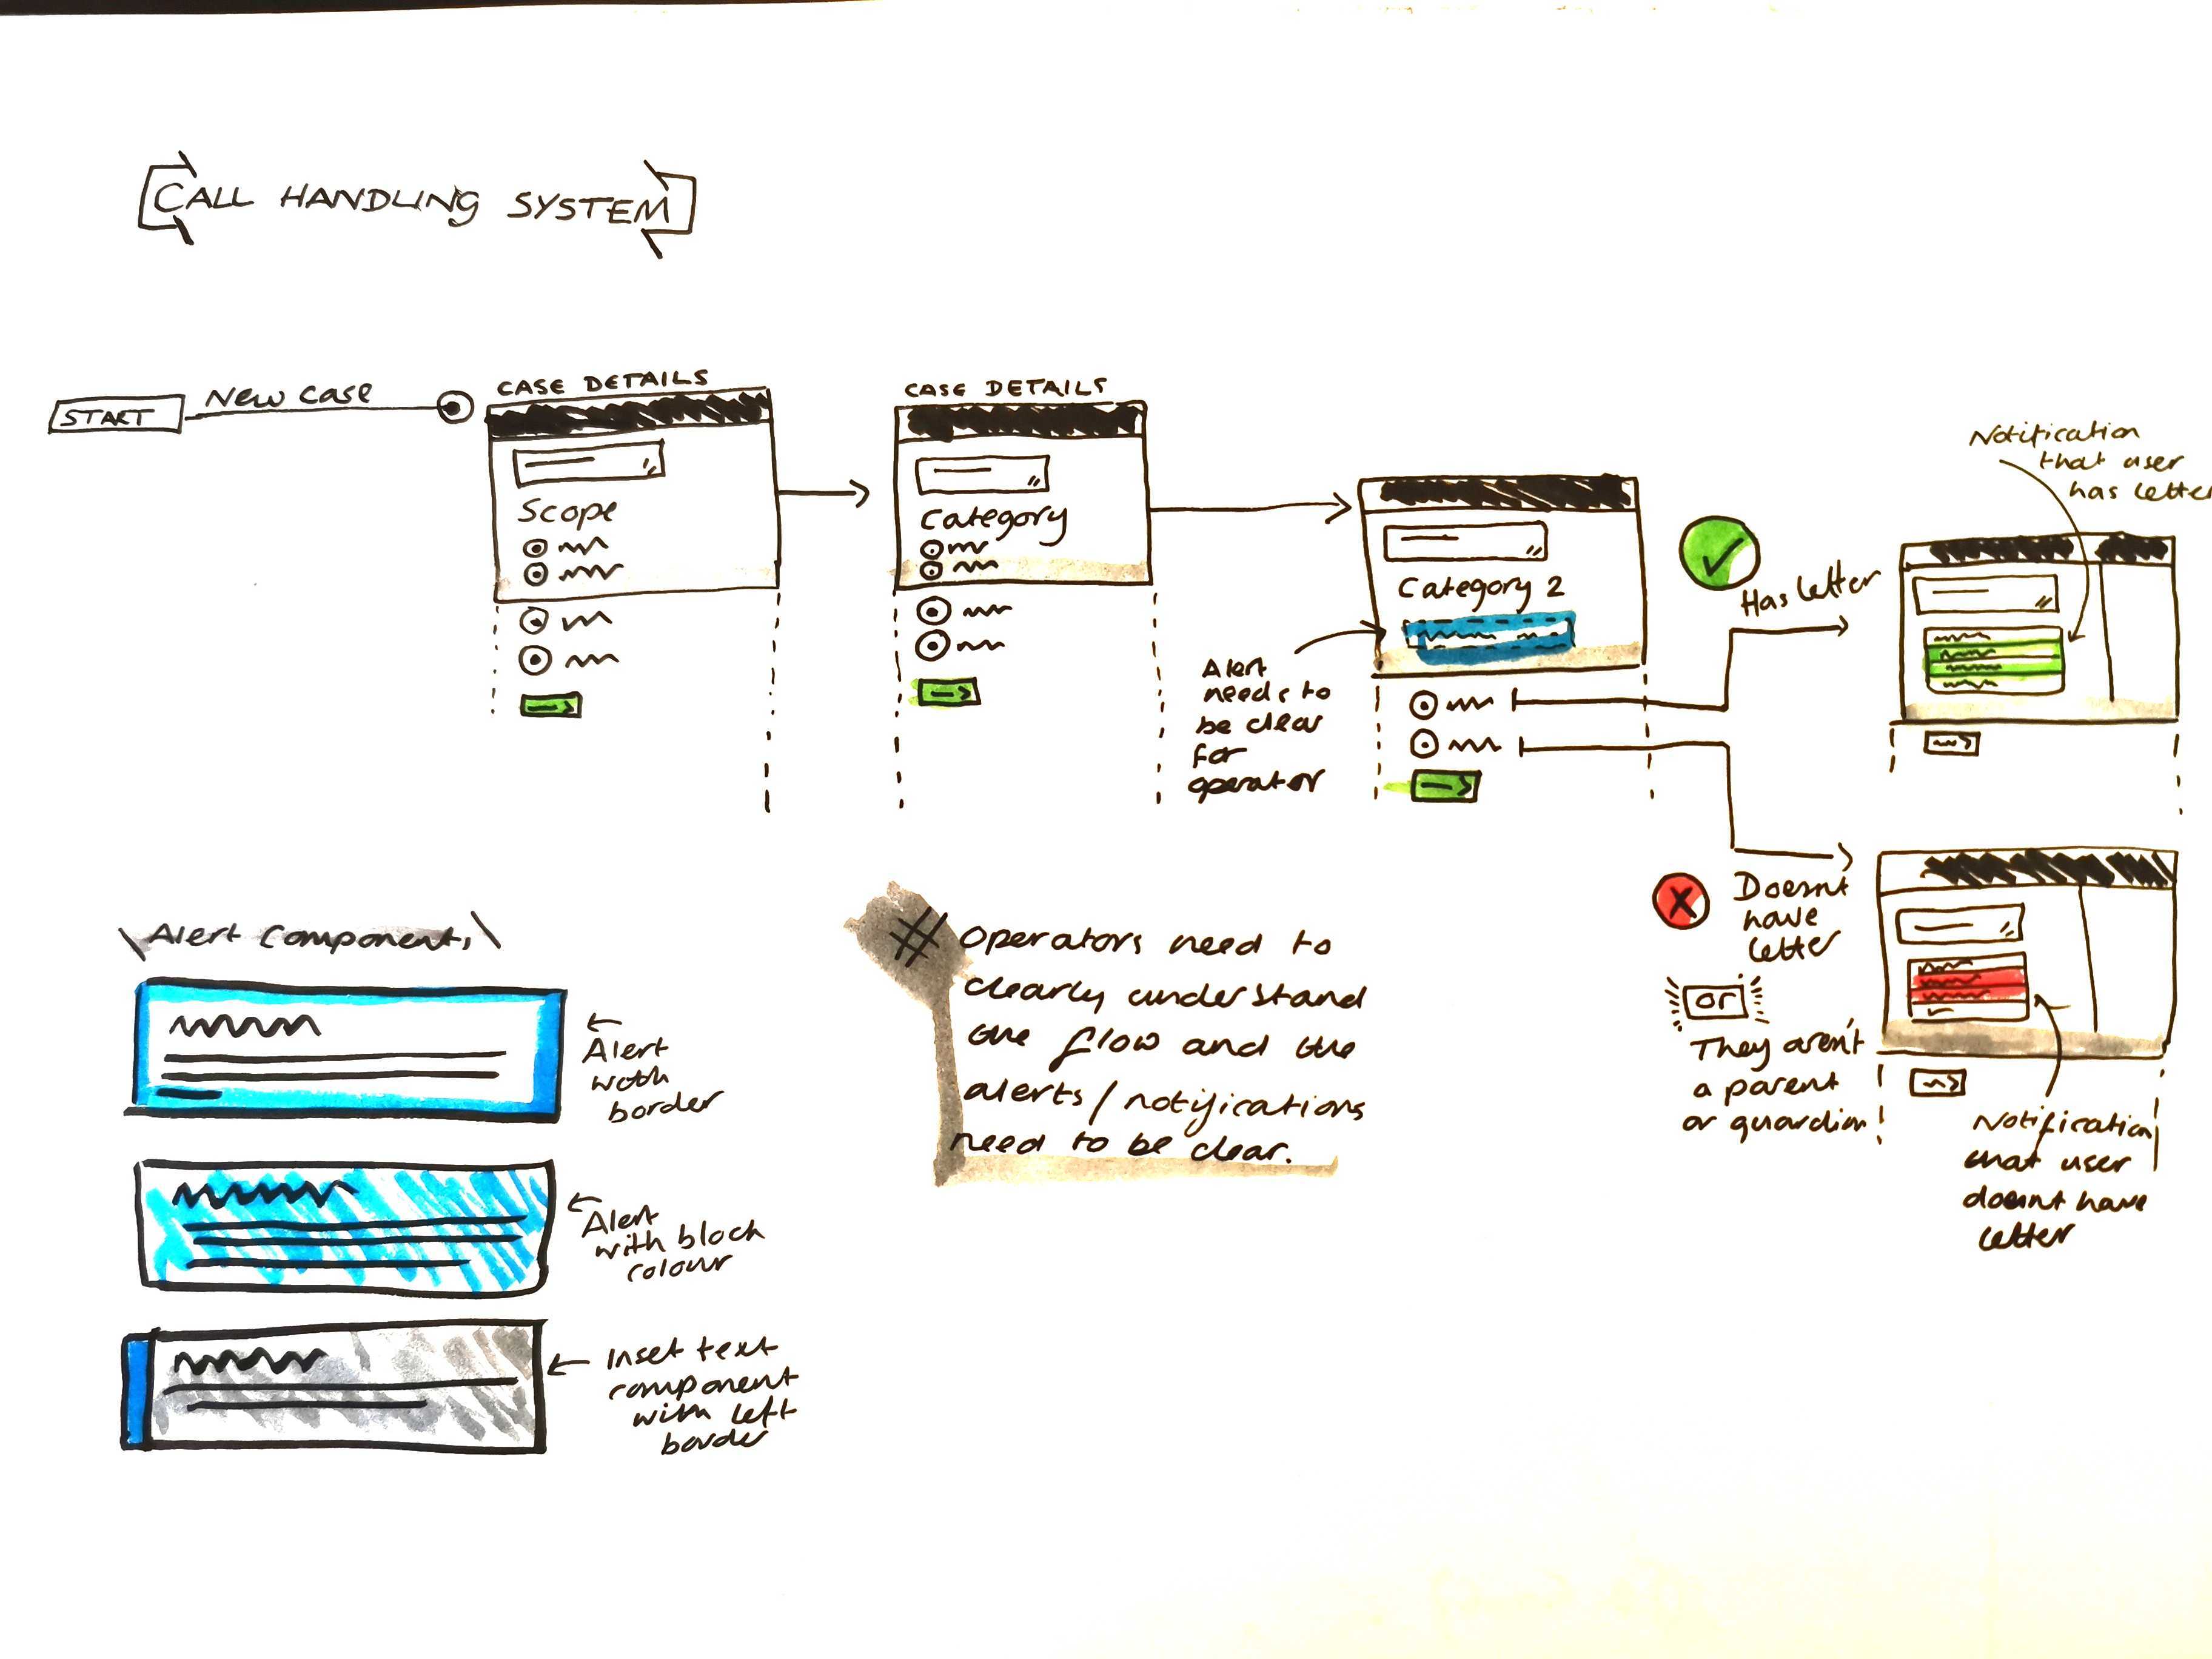 CALL HANDLING SYSTEM
START
New case
CASE DETAILS
Scope
CASE DETAILS
Category
Category 2
Alert
needs to
be clear
for
operator
Has letter
Notification
that user
has letter
Doesnt
have
letter
or
They aren't
a parent
or guardian!
Notification
that user
doesnt have
letter
Alert Components
Alert
with
border
Alert
with block
colour
Inset text
component
with left
border
# Operators need to
clearly understand
the flow and the
alerts/notifications
need to be clear.